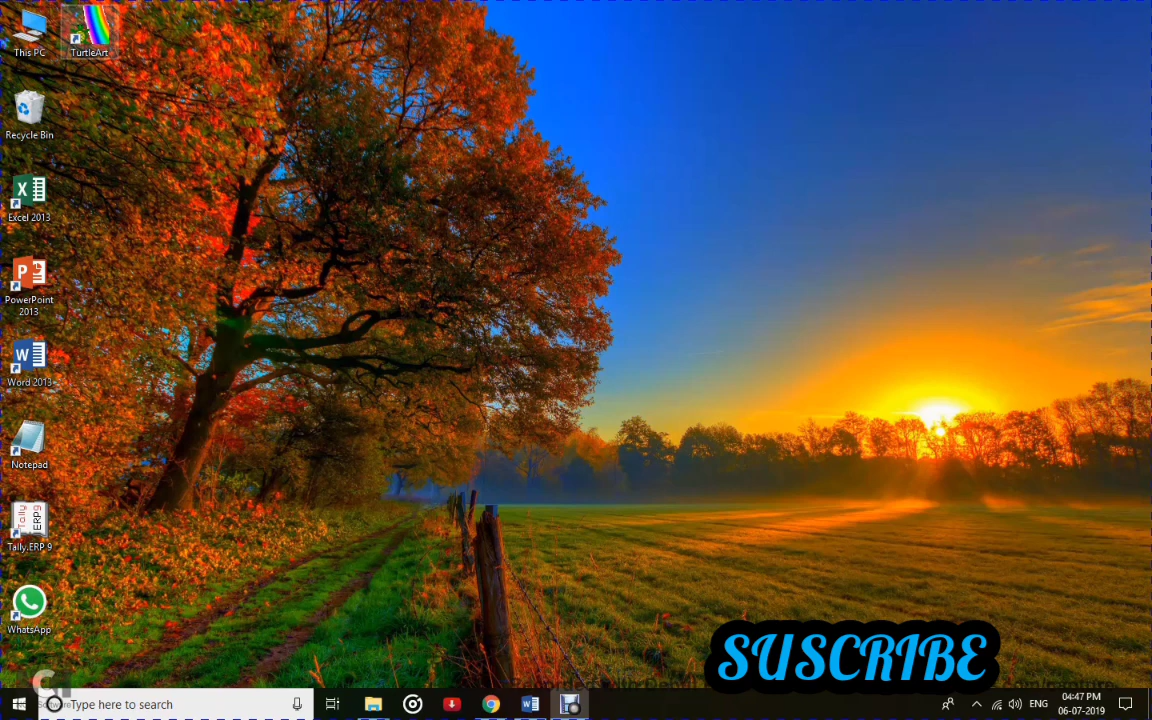 This PC
TurtleArt
Recycle Bin
Excel 2013
PowerPoint
2013
Word 2013
Notepad
Tally.ERP 9
WhatsApp
SUSCRIBE
Type here to search
ENG
04:47 PM
06-07-2019